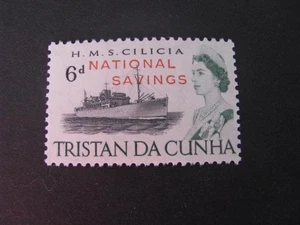 H.M.S.CILICIA
6d NATIONAL
SAVINGS
TRISTAN DA CUNHA